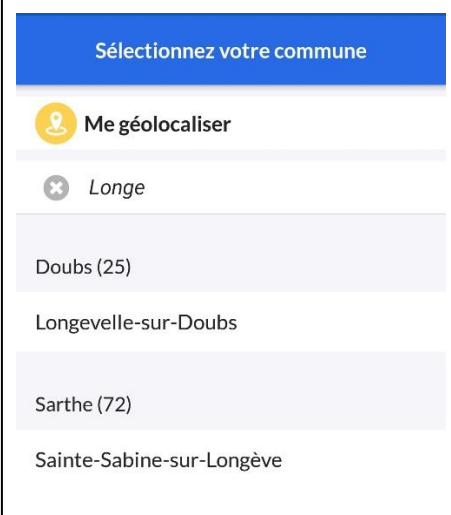 Sélectionnez votre commune
Me géolocaliser
Longe
Doubs (25)
Longevelle-sur-Doubs
Sarthe (72)
Sainte-Sabine-sur-Longève